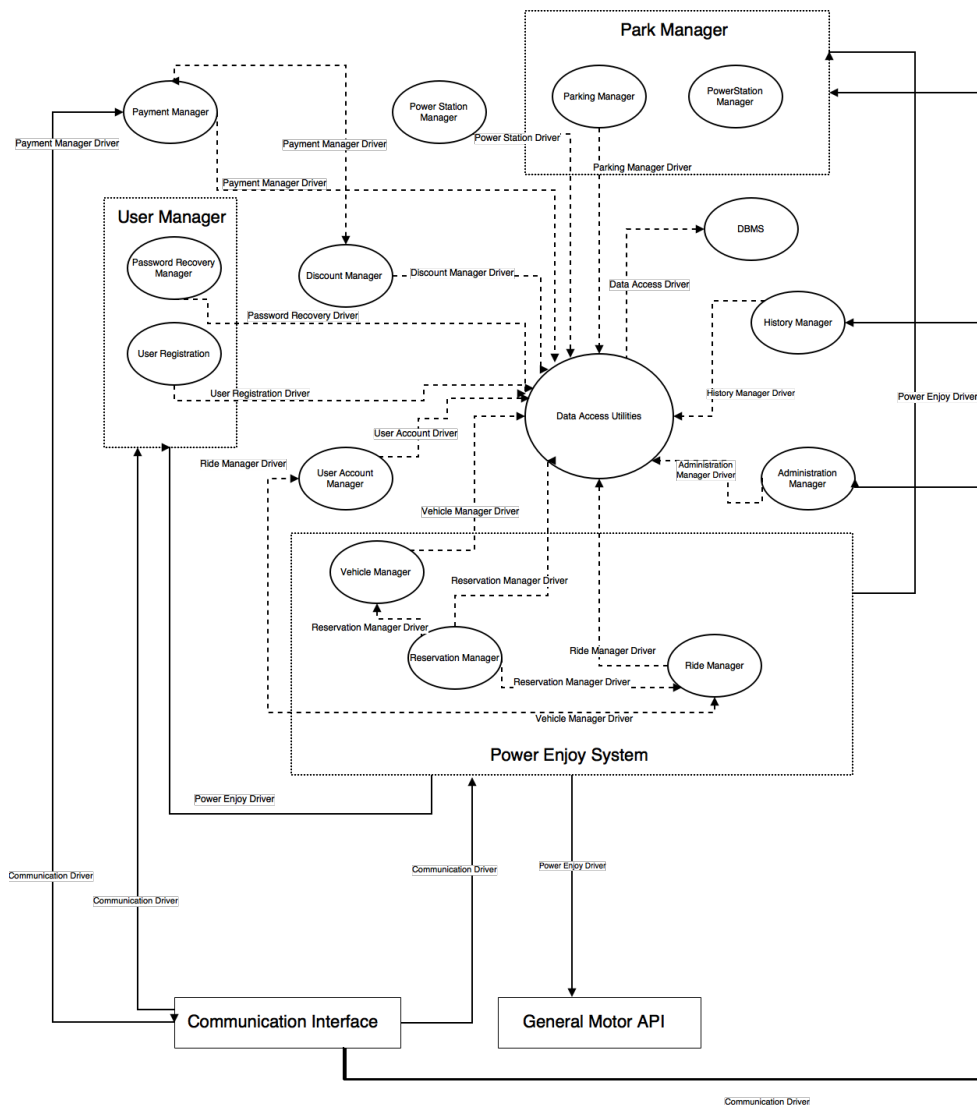 Park Manager
Payment Manager
Power Station
Manager
Parking Manager
PowerStation
Manager
Payment Manager Driver
Payment Manager Driver
Power Station Driver
Parking Manager Driver
Payment Manager Driver
User Manager
DBMS
Password Recovery
Manager
Discount Manager
Discount Manager Driver
Data Access Driver
Password Recovery Driver
History Manager
User Registration
User Registration Driver
History Manager Driver
Power Enjoy Driver
Data Access Utilities
User Account Driver
Ride Manager Driver
User Account
Manager
Administration
Manager Driver
Administration
Manager
Vehicle Manager Driver
Vehicle Manager
Reservation Manager Driver
Reservation Manager Driver
Reservation Manager
Ride Manager Driver
Ride Manager
Reservation Manager Driver
Vehicle Manager Driver
Power Enjoy System
Power Enjoy Driver
Communication Driver
Communication Driver
Communication Driver
Power Enjoy Driver
Communication Interface
General Motor API
Communication Driver